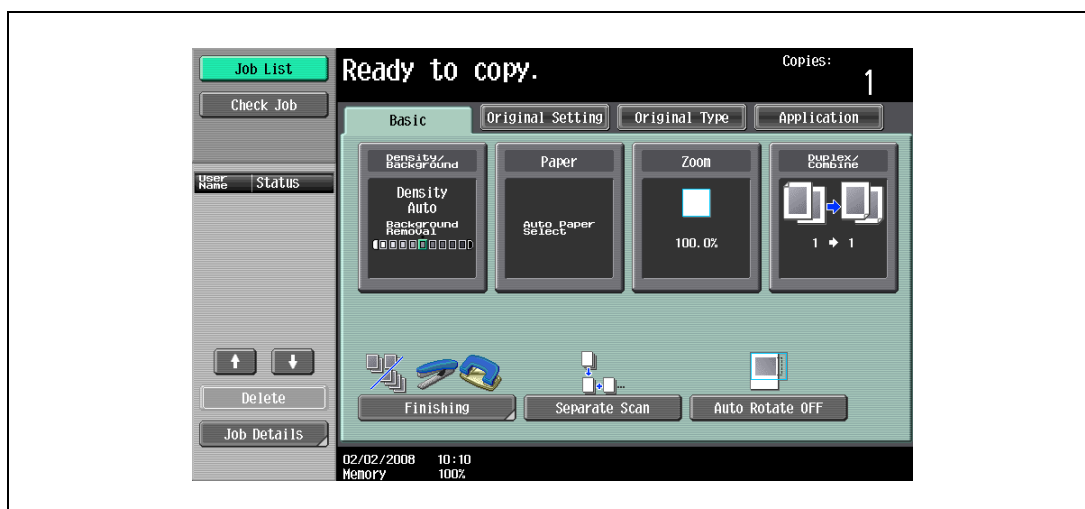 Job List
Check Job
User Name
Status
Delete
Job Details
Ready to copy.
Copies:
1
Basic
Original Setting
Original Type
Application
Density/
Background
Density
Auto
Background
Removal
Paper
Auto Paper
Select
Zoom
100.0%
Duplex/
Combine
1 → 1
Finishing
Separate Scan
Auto Rotate OFF
02/02/2008 10:10
Memory 100%